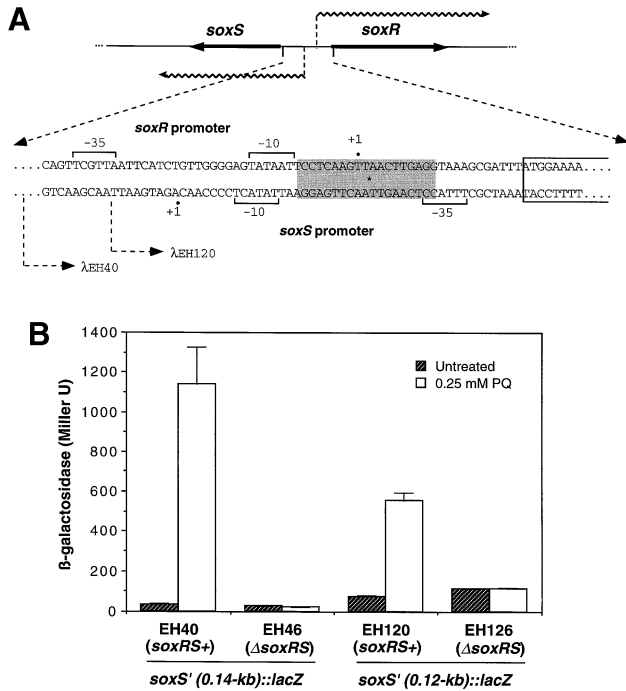 A
soxS
soxR
soxR promoter
-35
-10
+1
....CAGTTCGTTAATTCATCTGTTGGGGAGTATAATTCCTCAAGTTAACTTGAGGTAAAGCGATTTATGGAAAA....
*
....GTCAAGCAATTAAGTAGACAACCCCTCATATTAAGGAGTTCAATTGAACTCCATTTCGCTAAATACCTTTT....
+1
-10
-35
soxS promoter
λEH120
λEH40
B
ß-galactosidase (Miller U)
1400
1200
1000
800
600
400
200
0
Untreated
0.25 mM PQ
EH40 EH46 EH120 EH126
(soxRS+) (ΔsoxRS) (soxRS+) (ΔsoxRS)
soxS' (0.14-kb)::lacZ soxS' (0.12-kb)::lacZ